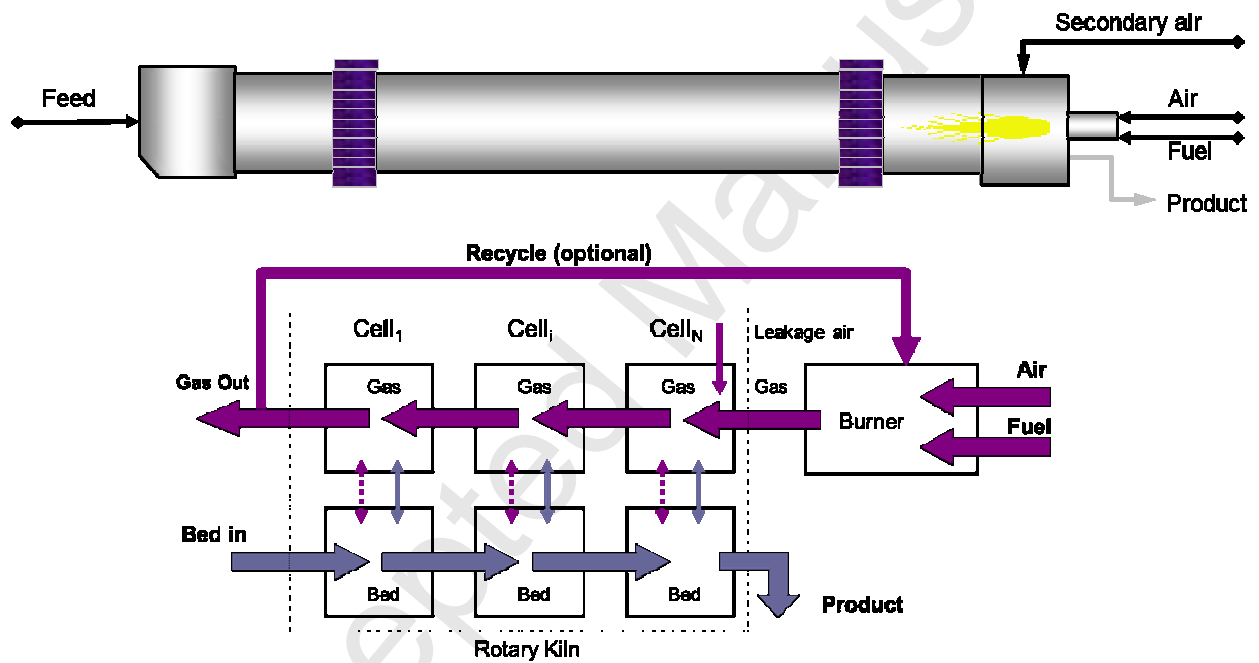 Secondary air
Feed
Air
Fuel
Product
Recycle (optional)
Cell1
Celli
CellN
Leakage air
Gas Out
Gas
Gas
Gas
Gas
Burner
Air
Fuel
Bed in
Bed
Bed
Bed
Product
Rotary Kiln